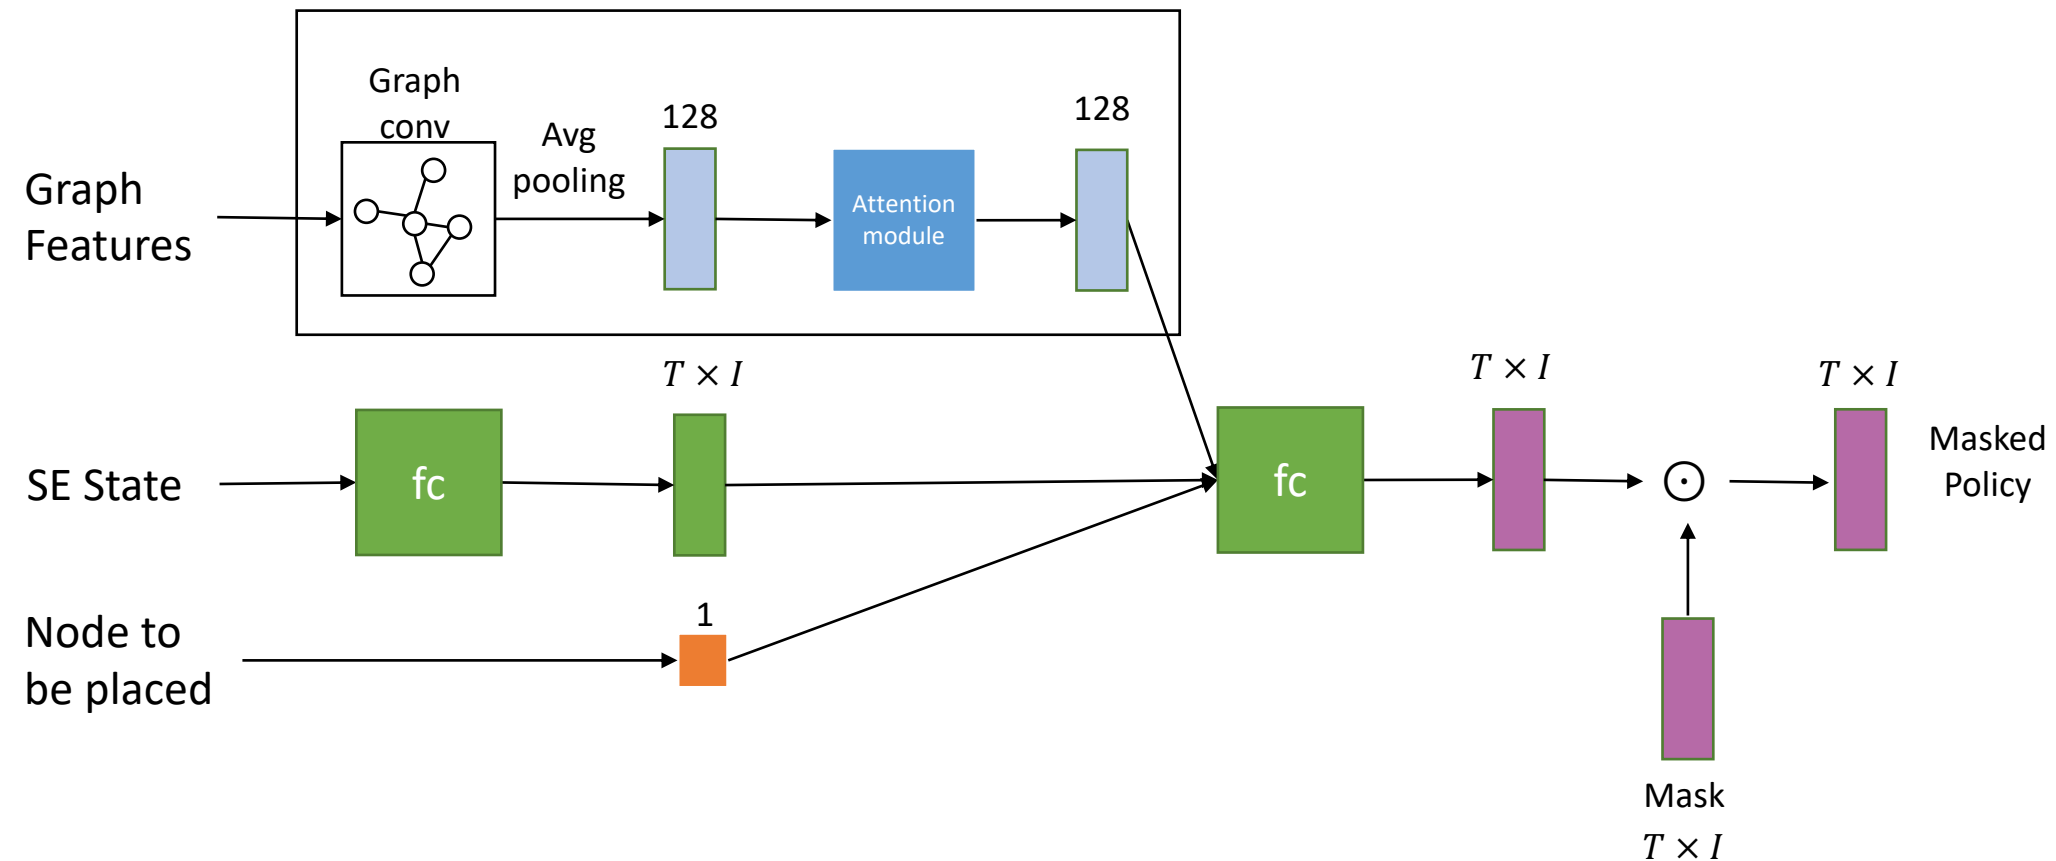 Graph
conv
Avg
pooling
128
128
Attention
module
Graph
Features
T × I
T × I
T × I
SE State
fc
fc
Masked
Policy
1
Node to
be placed
Mask
T × I